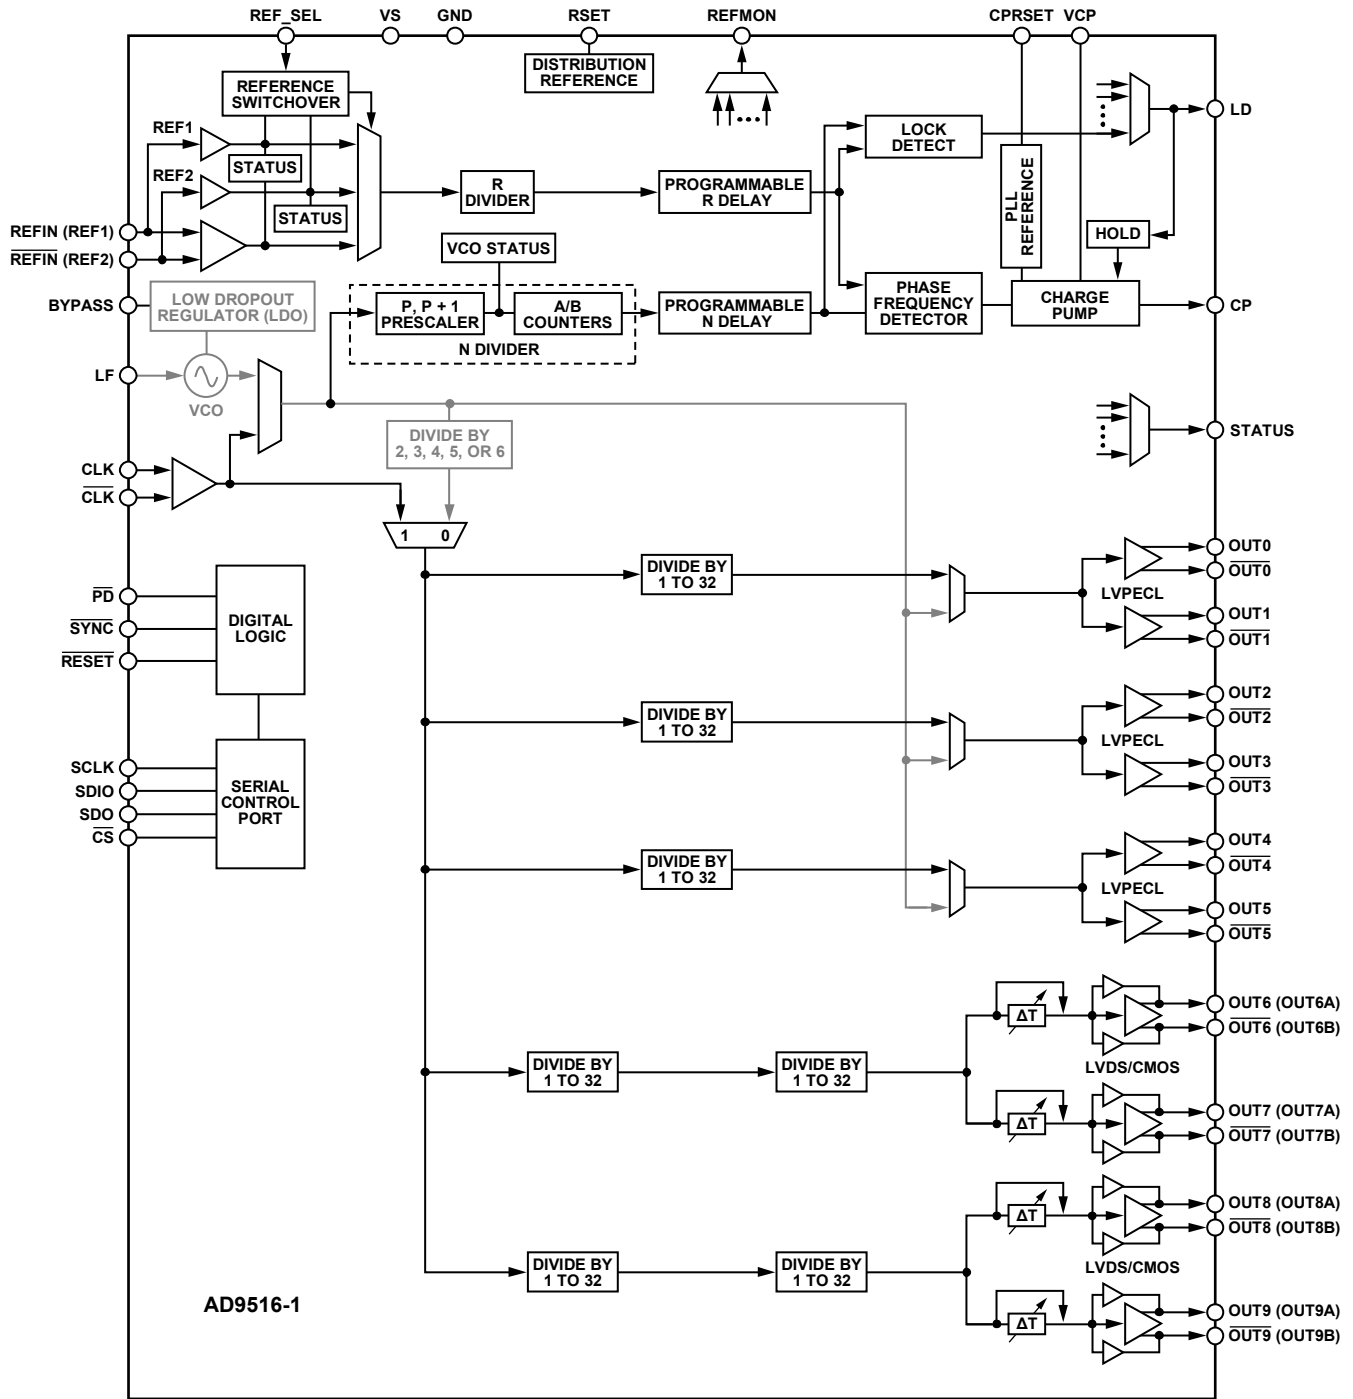 REF_SEL
VS
GND
RSET
REFMON
CPRSET
VCP
DISTRIBUTION
REFERENCE
REFERENCE
SWITCHOVER
REF1
STATUS
REF2
STATUS
REFIN (REF1)
REFIN (REF2)
R
DIVIDER
PROGRAMMABLE
R DELAY
LOCK
DETECT
LD
PLL
REFERENCE
HOLD
VCO STATUS
BYPASS
LOW DROPOUT
REGULATOR (LDO)
P, P + 1
PRESCALER
A/B
COUNTERS
N DIVIDER
PROGRAMMABLE
N DELAY
PHASE
FREQUENCY
DETECTOR
CHARGE
PUMP
CP
LF
VCO
DIVIDE BY
2, 3, 4, 5, OR 6
STATUS
CLK
CLK
1 0
PD
SYNC
RESET
DIGITAL
LOGIC
SCLK
SDIO
SDO
CS
SERIAL
CONTROL
PORT
DIVIDE BY
1 TO 32
LVPECL
OUT0
OUT0
OUT1
OUT1
DIVIDE BY
1 TO 32
LVPECL
OUT2
OUT2
OUT3
OUT3
DIVIDE BY
1 TO 32
LVPECL
OUT4
OUT4
OUT5
OUT5
DIVIDE BY
1 TO 32
DIVIDE BY
1 TO 32
ΔT
OUT6 (OUT6A)
OUT6 (OUT6B)
LVDS/CMOS
ΔT
OUT7 (OUT7A)
OUT7 (OUT7B)
DIVIDE BY
1 TO 32
DIVIDE BY
1 TO 32
ΔT
OUT8 (OUT8A)
OUT8 (OUT8B)
LVDS/CMOS
ΔT
OUT9 (OUT9A)
OUT9 (OUT9B)
AD9516-1